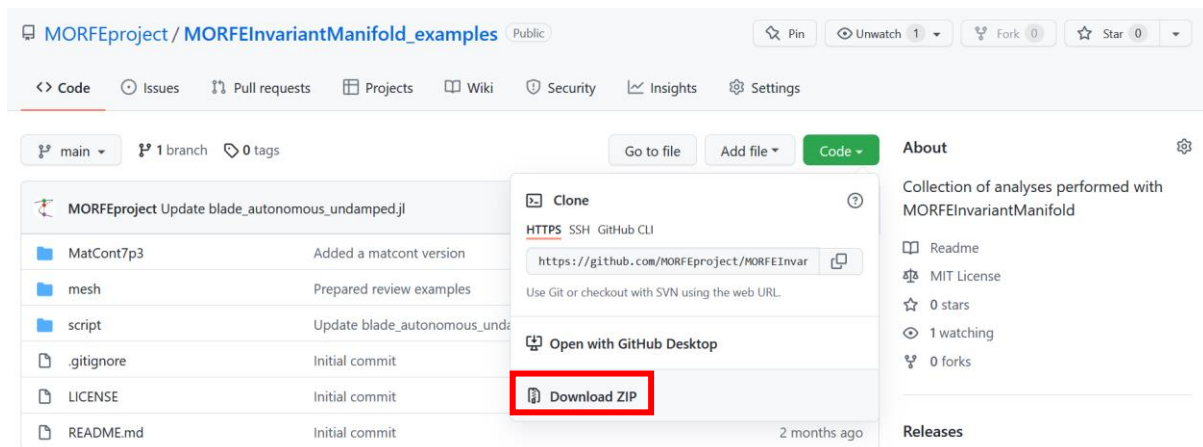 MORFEproject / MORFEInvariantManifold_examples Public
Pin Unwatch 1 Fork 0 Star 0
<> Code Issues Pull requests Projects Wiki Security Insights Settings
main 1 branch 0 tags Go to file Add file Code
About
Collection of analyses performed with
MORFEInvariantManifold
Readme
MIT License
0 stars
1 watching
0 forks
Releases
MORFEproject Update blade_autonomous_undamped.jl
MatCont7p3 Added a matcont version
mesh Prepared review examples
script Update blade_autonomous_unda
.gitignore Initial commit
LICENSE Initial commit
README.md Initial commit 2 months ago
Clone
HTTPS SSH GitHub CLI
https://github.com/MORFEproject/MORFEInvar
Use Git or checkout with SVN using the web URL.
Open with GitHub Desktop
Download ZIP